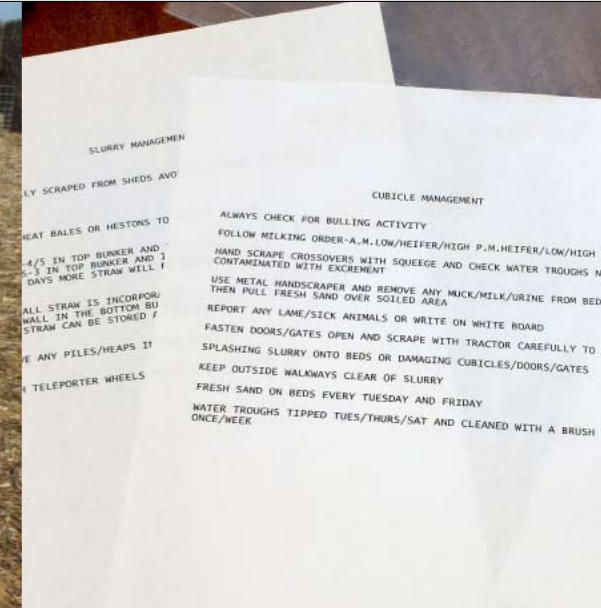 SLURRY MANAGEMEN
LY SCRAPED FROM SHEDS AVO
EAT BALES OR HESTONS TO
-4/5 IN TOP BUNKER AND
S-3 IN TOP BUNKER AND 1
DAYS MORE STRAW WILL
ALL STRAW IS INCORPOR
WALL IN THE BOTTOM BU
STRAW CAN BE STORED
E ANY PILES/HEAPS I
TELEPORTER WHEELS
CUBICLE MANAGEMENT
ALWAYS CHECK FOR BULLING ACTIVITY
FOLLOW MILKING ORDER-A.M.LOW/HEIFER/HIGH P.M.HEIFER/LOW/HIGH
HAND SCRAPE CROSSOVERS WITH SQUEEGE AND CHECK WATER TROUGHS N
CONTAMINATED WITH EXCREMENT
USE METAL HANDSCRAPER AND REMOVE ANY MUCK/MILK/URINE FROM BED
THEN PULL FRESH SAND OVER SOILED AREA
REPORT ANY LAME/SICK ANIMALS OR WRITE ON WHITE BOARD
FASTEN DOORS/GATES OPEN AND SCRAPE WITH TRACTOR CAREFULLY TO
SPLASHING SLURRY ONTO BEDS OR DAMAGING CUBICLES/DOORS/GATES
KEEP OUTSIDE WALKWAYS CLEAR OF SLURRY
FRESH SAND ON BEDS EVERY TUESDAY AND FRIDAY
WATER TROUGHS TIPPED TUES/THURS/SAT AND CLEANED WITH A BRUSH
ONCE/WEEK